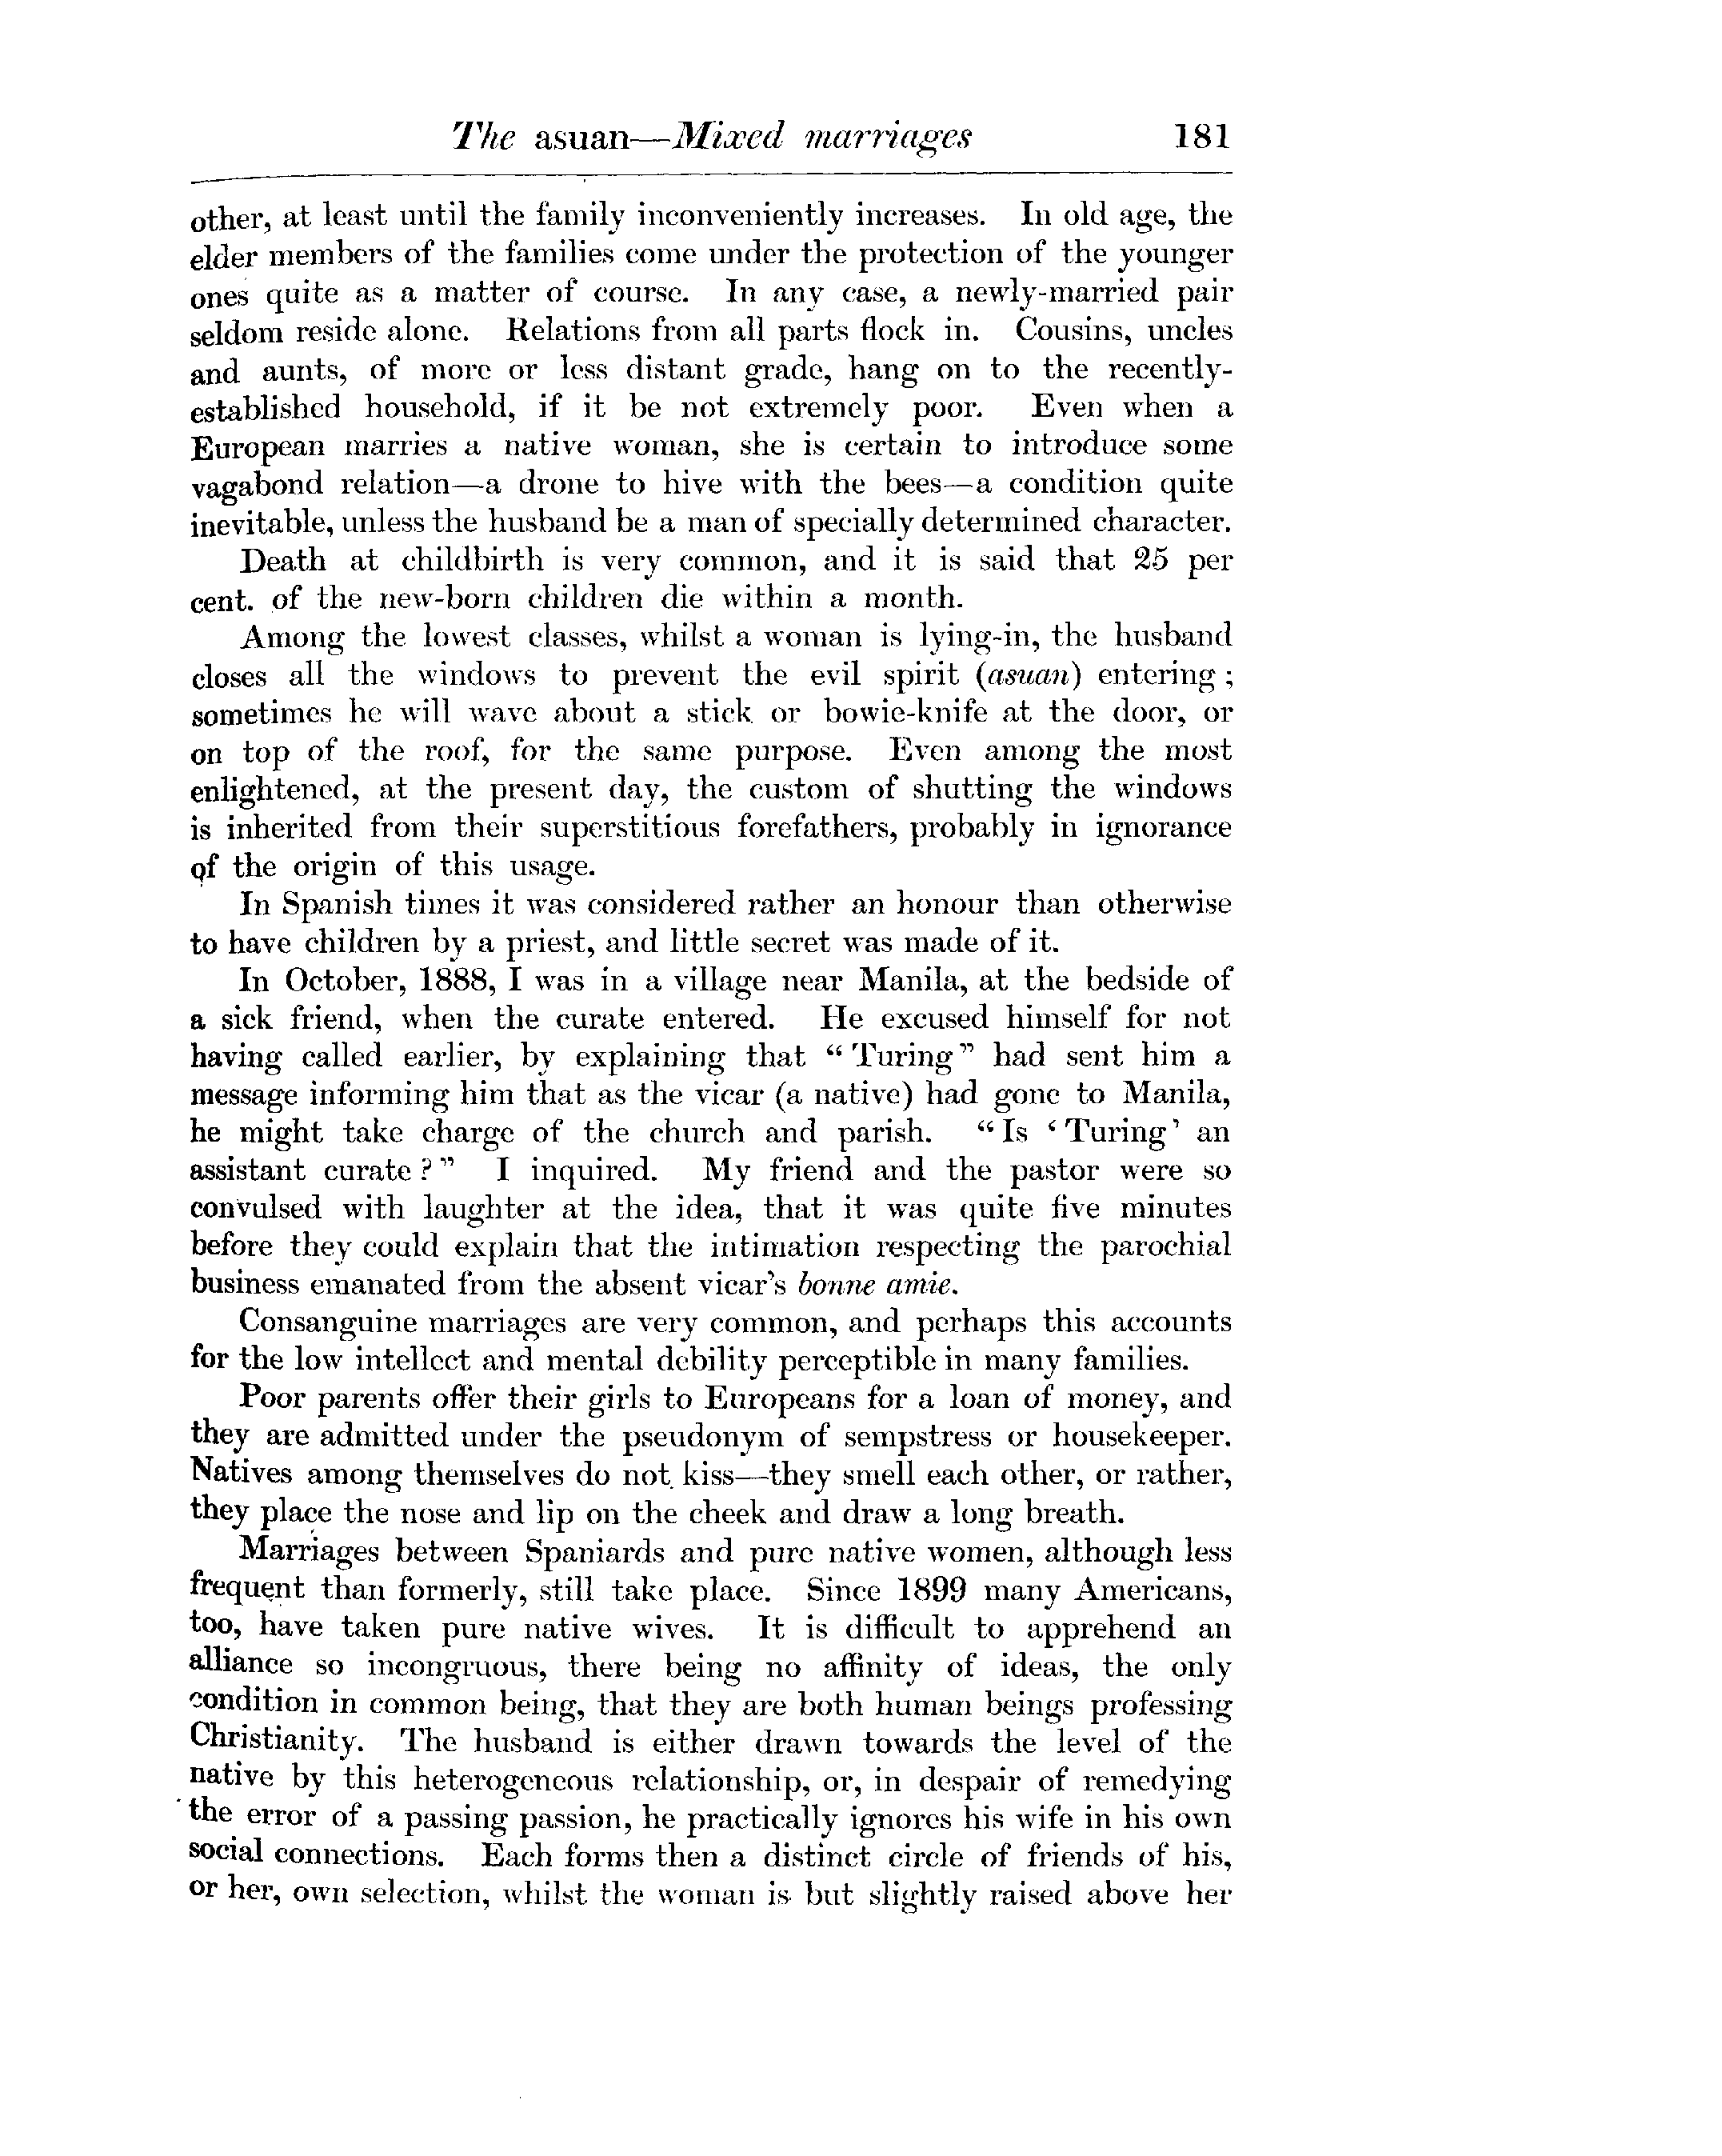 The asuan—Mixed marriages 181
other, at least until the family inconveniently increases. In old age, the
elder members of the families come under the protection of the younger
ones quite as a matter of course. In any case, a newly-married pair
seldom reside alone. Relations from all parts flock in. Cousins, uncles
and aunts, of more or less distant grade, hang on to the recently-
established household, if it be not extremely poor. Even when a
European marries a native woman, she is certain to introduce some
vagabond relation—a drone to hive with the bees—a condition quite
inevitable, unless the husband be a man of specially determined character.
Death at childbirth is very common, and it is said that 25 per
cent. of the new-born children die within a month.
Among the lowest classes, whilst a woman is lying-in, the husband
closes all the windows to prevent the evil spirit (asuan) entering ;
sometimes he will wave about a stick or bowie-knife at the door, or
on top of the roof, for the same purpose. Even among the most
enlightened, at the present day, the custom of shutting the windows
is inherited from their superstitious forefathers, probably in ignorance
of the origin of this usage.
In Spanish times it was considered rather an honour than otherwise
to have children by a priest, and little secret was made of it.
In October, 1888, I was in a village near Manila, at the bedside of
a sick friend, when the curate entered. He excused himself for not
having called earlier, by explaining that “Turing” had sent him a
message informing him that as the vicar (a native) had gone to Manila,
he might take charge of the church and parish. “Is ‘Turing’ an
assistant curate?” I inquired. My friend and the pastor were so
convulsed with laughter at the idea, that it was quite five minutes
before they could explain that the intimation respecting the parochial
business emanated from the absent vicar’s bonne amie.
Consanguine marriages are very common, and perhaps this accounts
for the low intellect and mental debility perceptible in many families.
Poor parents offer their girls to Europeans for a loan of money, and
they are admitted under the pseudonym of sempstress or housekeeper.
Natives among themselves do not kiss—they smell each other, or rather,
they place the nose and lip on the cheek and draw a long breath.
Marriages between Spaniards and pure native women, although less
frequent than formerly, still take place. Since 1899 many Americans,
too, have taken pure native wives. It is difficult to apprehend an
alliance so incongruous, there being no affinity of ideas, the only
condition in common being, that they are both human beings professing
Christianity. The husband is either drawn towards the level of the
native by this heterogeneous relationship, or, in despair of remedying
the error of a passing passion, he practically ignores his wife in his own
social connections. Each forms then a distinct circle of friends of his,
or her, own selection, whilst the woman is but slightly raised above her